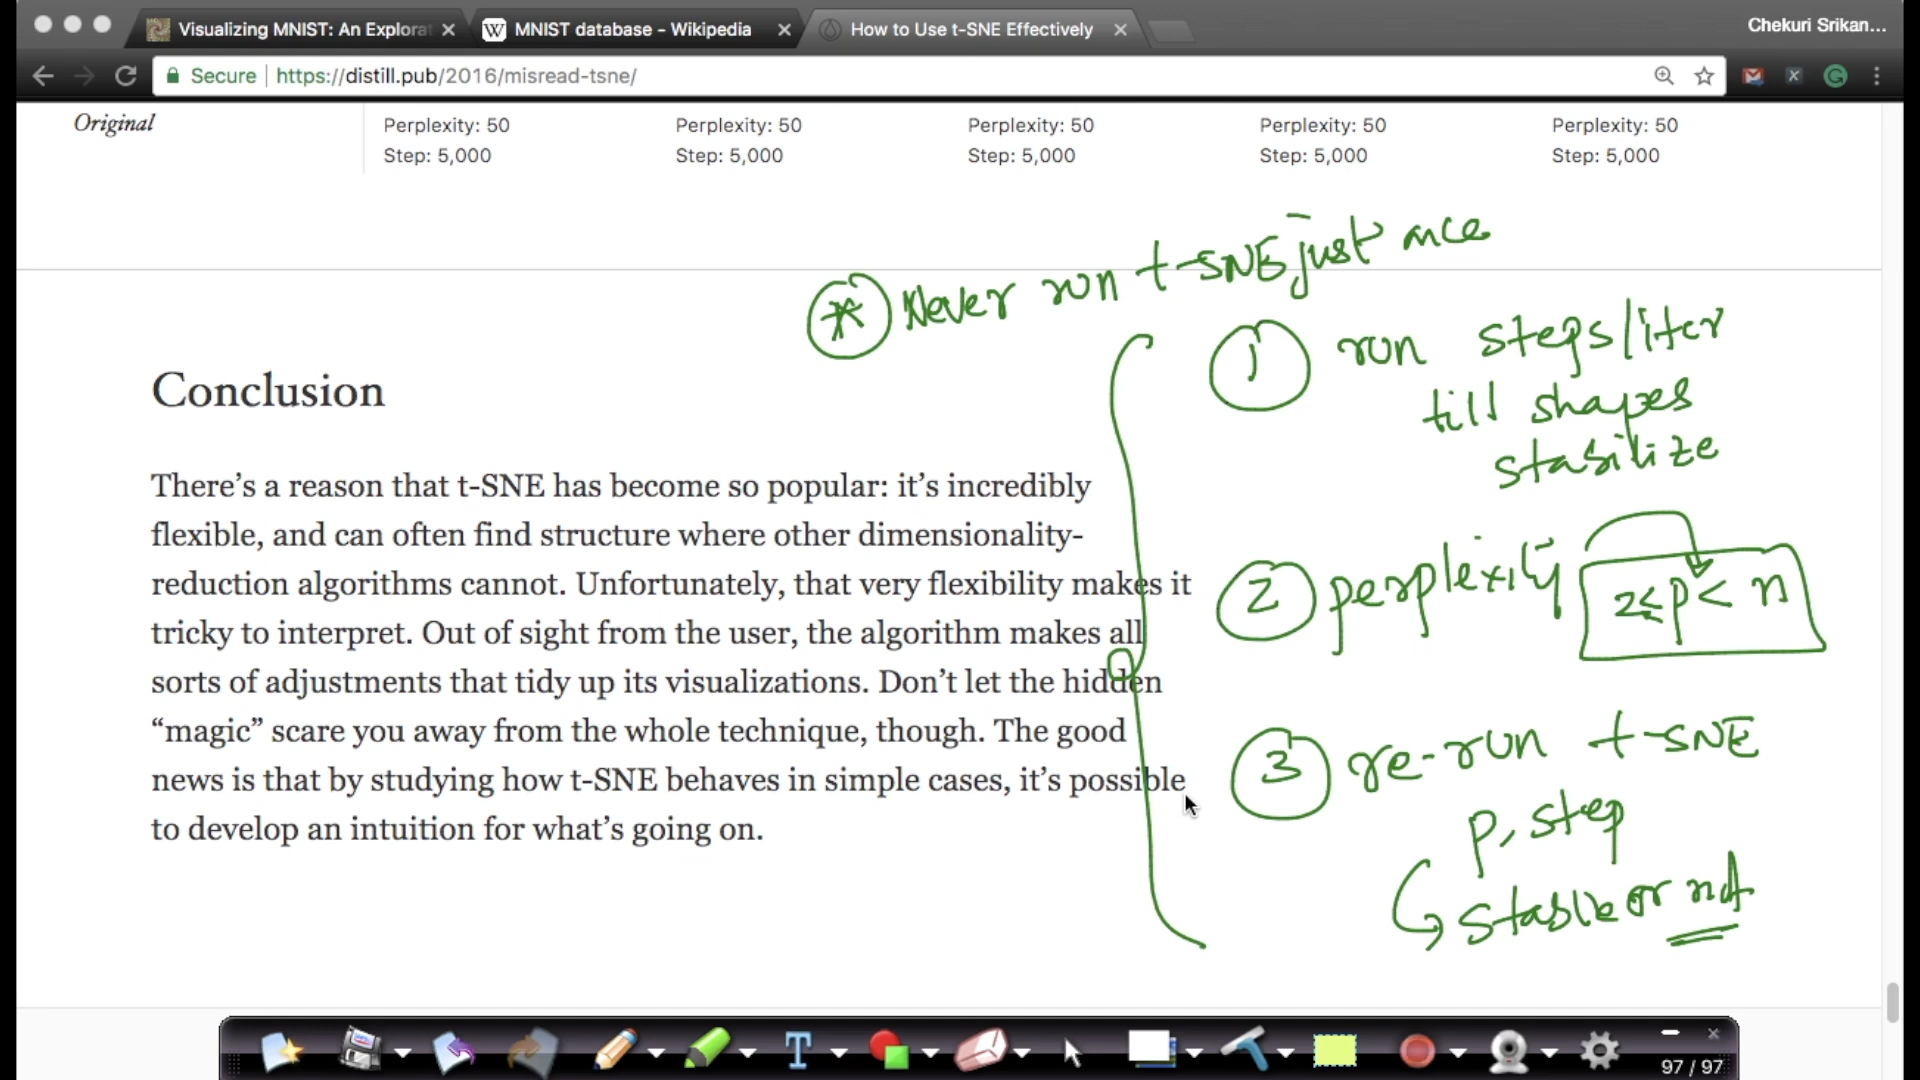 Visualizing MNIST: An Explorat
MNIST database - Wikipedia
How to Use t-SNE Effectively
Chekuri Srikan...
Secure
https://distill.pub/2016/misread-tsne/
Original
Perplexity: 50
Step: 5,000
Perplexity: 50
Step: 5,000
Perplexity: 50
Step: 5,000
Perplexity: 50
Step: 5,000
Perplexity: 50
Step: 5,000
* Never run t-SNE just once
1 run steps/iter
till shapes
stabilize
2 perplexity 2≤p<n
3 re-run t-SNE
p, step
stable or not
Conclusion
There’s a reason that t-SNE has become so popular: it’s incredibly
flexible, and can often find structure where other dimensionality-
reduction algorithms cannot. Unfortunately, that very flexibility makes it
tricky to interpret. Out of sight from the user, the algorithm makes all
sorts of adjustments that tidy up its visualizations. Don’t let the hidden
“magic” scare you away from the whole technique, though. The good
news is that by studying how t-SNE behaves in simple cases, it’s possible
to develop an intuition for what’s going on.
97 / 97